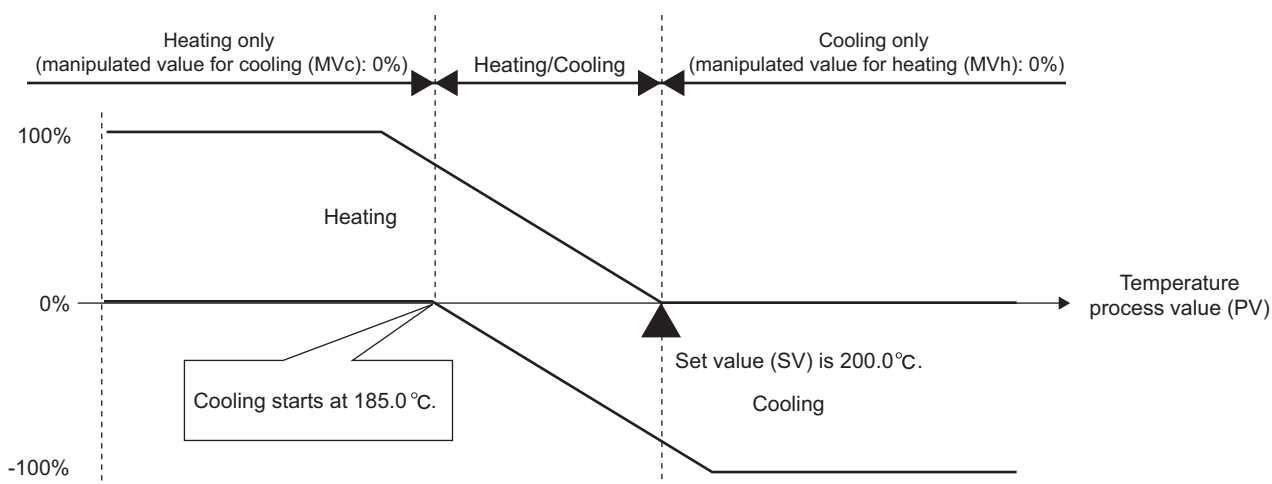 Heating only
(manipulated value for cooling (MVc): 0%)
Heating/Cooling
Cooling only
(manipulated value for heating (MVh): 0%)
100%
Heating
0%
Temperature
process value (PV)
Set value (SV) is 200.0℃.
Cooling starts at 185.0℃.
Cooling
-100%